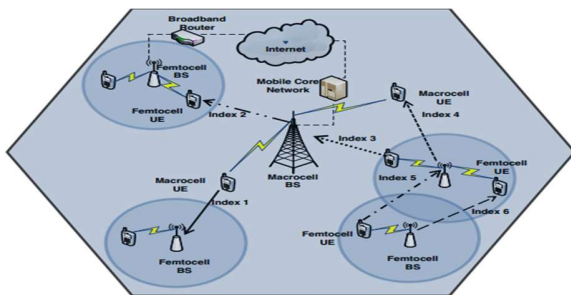 Broadband
Router
Internet
Femtocell
BS
Mobile Core
Network
Femtocell
UE
Index 2
Macrocell
UE
Index 4
Index 3
Macrocell
UE
Macrocell
BS
Index 5
Femtocell
UE
Index 1
Index 6
Femtocell
UE
Femtocell
BS
Femtocell
BS